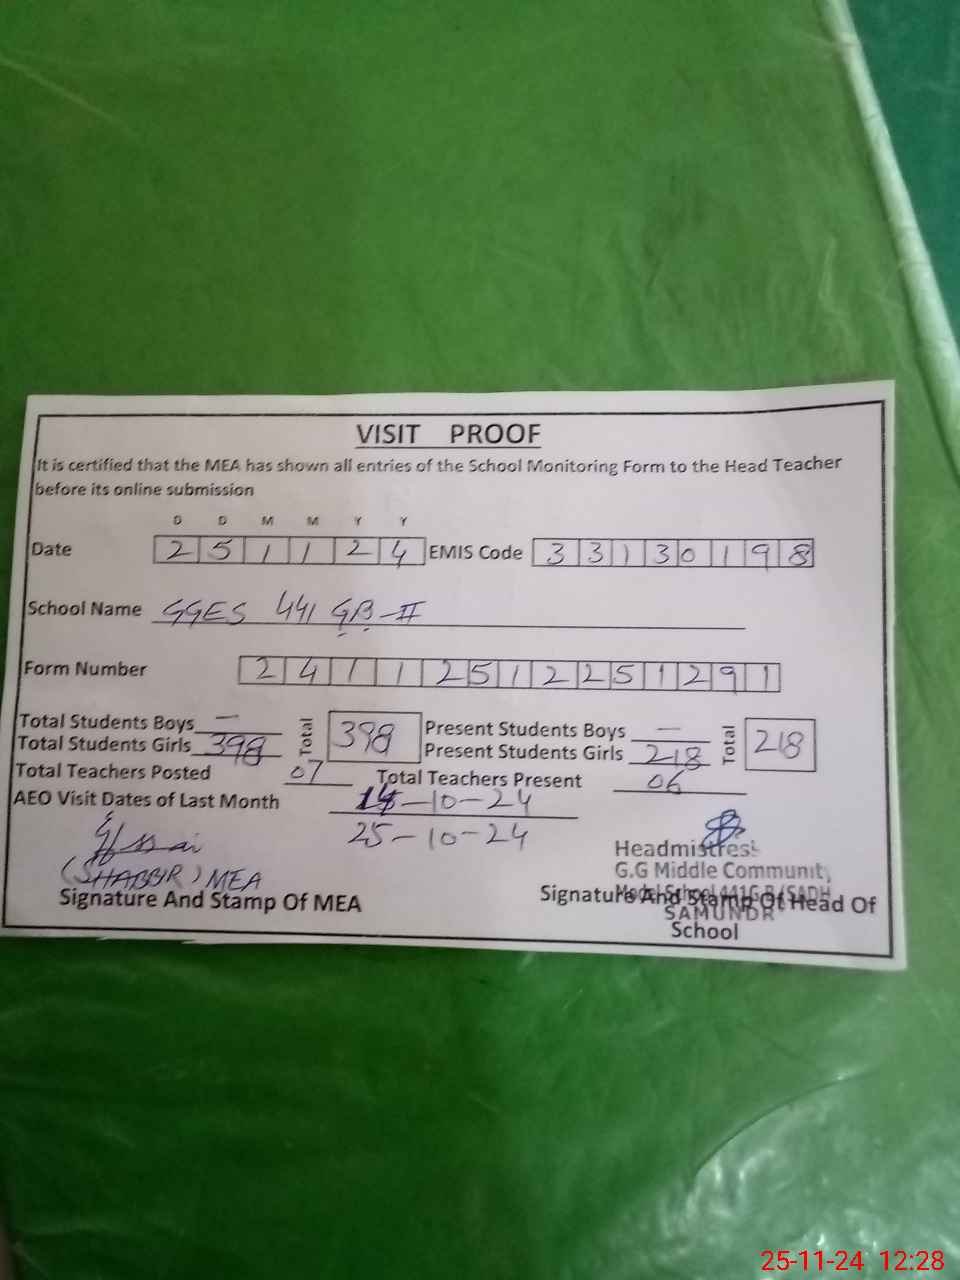 VISIT PROOF
It is certified that the MEA has shown all entries of the School Monitoring Form to the Head Teacher
before its online submission
D D M M Y Y
Date 2 5 1 1 2 4 EMIS Code 3 3 1 3 0 1 9 8
School Name GGES 441 GB-II
Form Number 2 4 1 1 2 5 1 2 2 5 1 2 9 1
Total Students Boys — Total 398 Present Students Boys — Total 218
Total Students Girls 398 Present Students Girls 218
Total Teachers Posted 07 Total Teachers Present 06
AEO Visit Dates of Last Month -10-24
25-10-24
(SHABBIR) MEA
Signature And Stamp Of MEA
Headmistress
G.G Middle Community
Model School 441G.B
SAMUNDR
Signature And Stamp Of Head Of
School
25-11-24 12:28